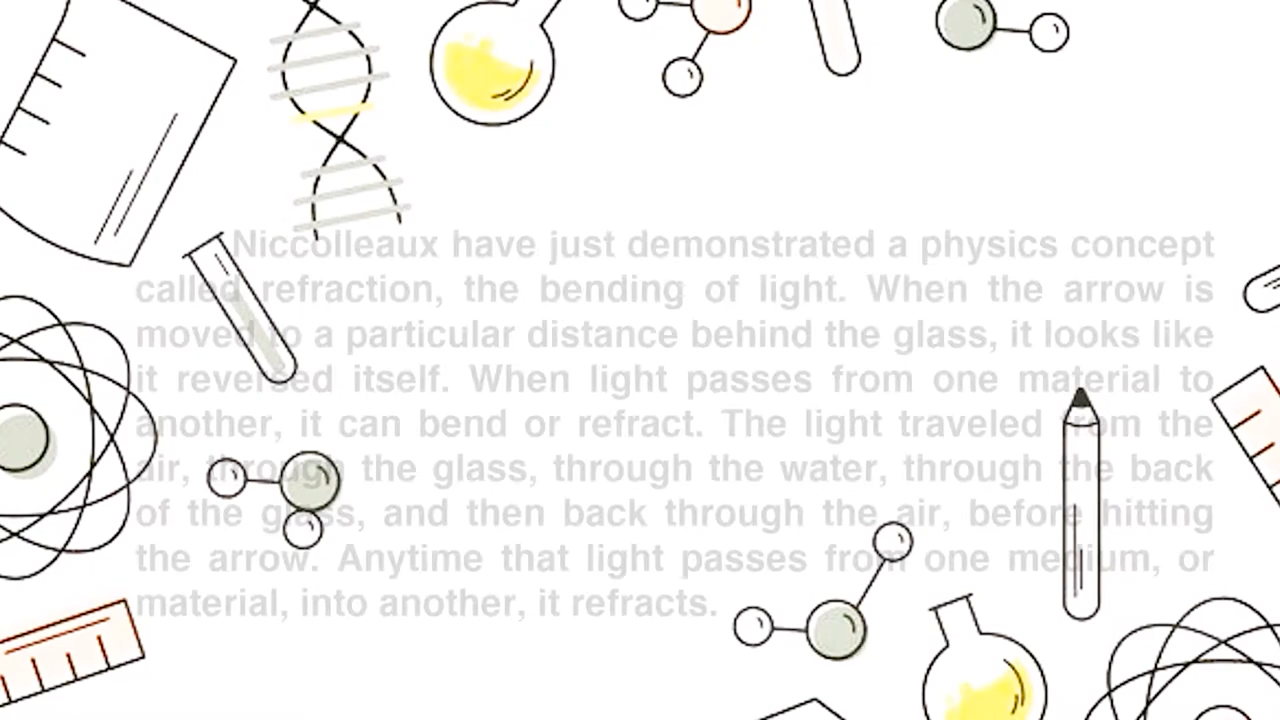 Niccolleaux have just demonstrated a physics concept
called refraction, the bending of light. When the arrow is
moved to a particular distance behind the glass, it looks like
it reversed itself. When light passes from one material to
another, it can bend or refract. The light traveled from the
air, through the glass, through the water, through the back
of the glass, and then back through the air, before hitting
the arrow. Anytime that light passes from one medium, or
material, into another, it refracts.